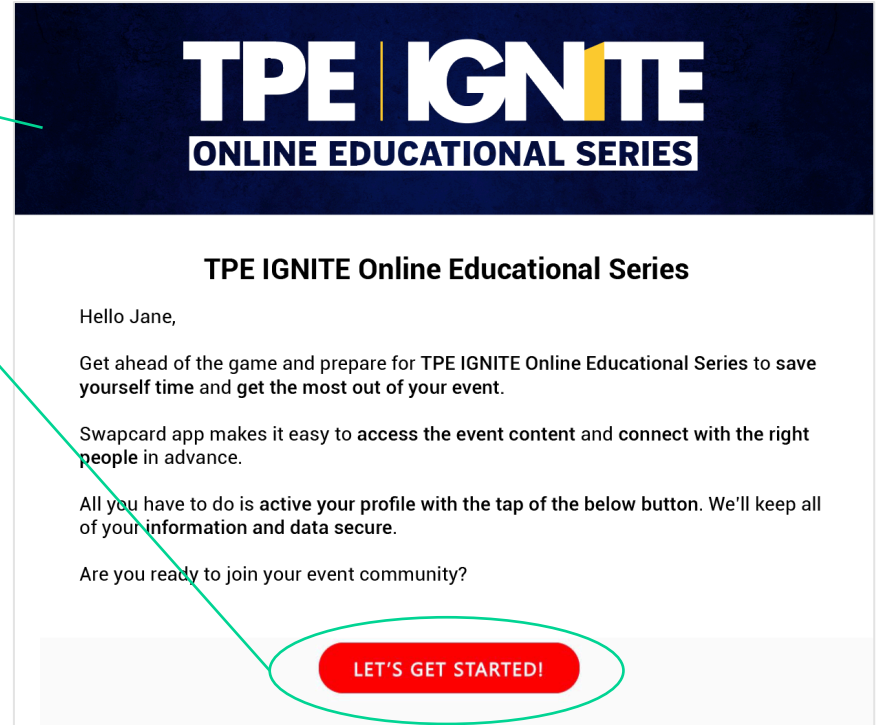 TPE | IGNITE
ONLINE EDUCATIONAL SERIES
TPE IGNITE Online Educational Series
Hello Jane,
Get ahead of the game and prepare for TPE IGNITE Online Educational Series to save
yourself time and get the most out of your event.
Swapcard app makes it easy to access the event content and connect with the right
people in advance.
All you have to do is active your profile with the tap of the below button. We'll keep all
of your information and data secure.
Are you ready to join your event community?
LET'S GET STARTED!